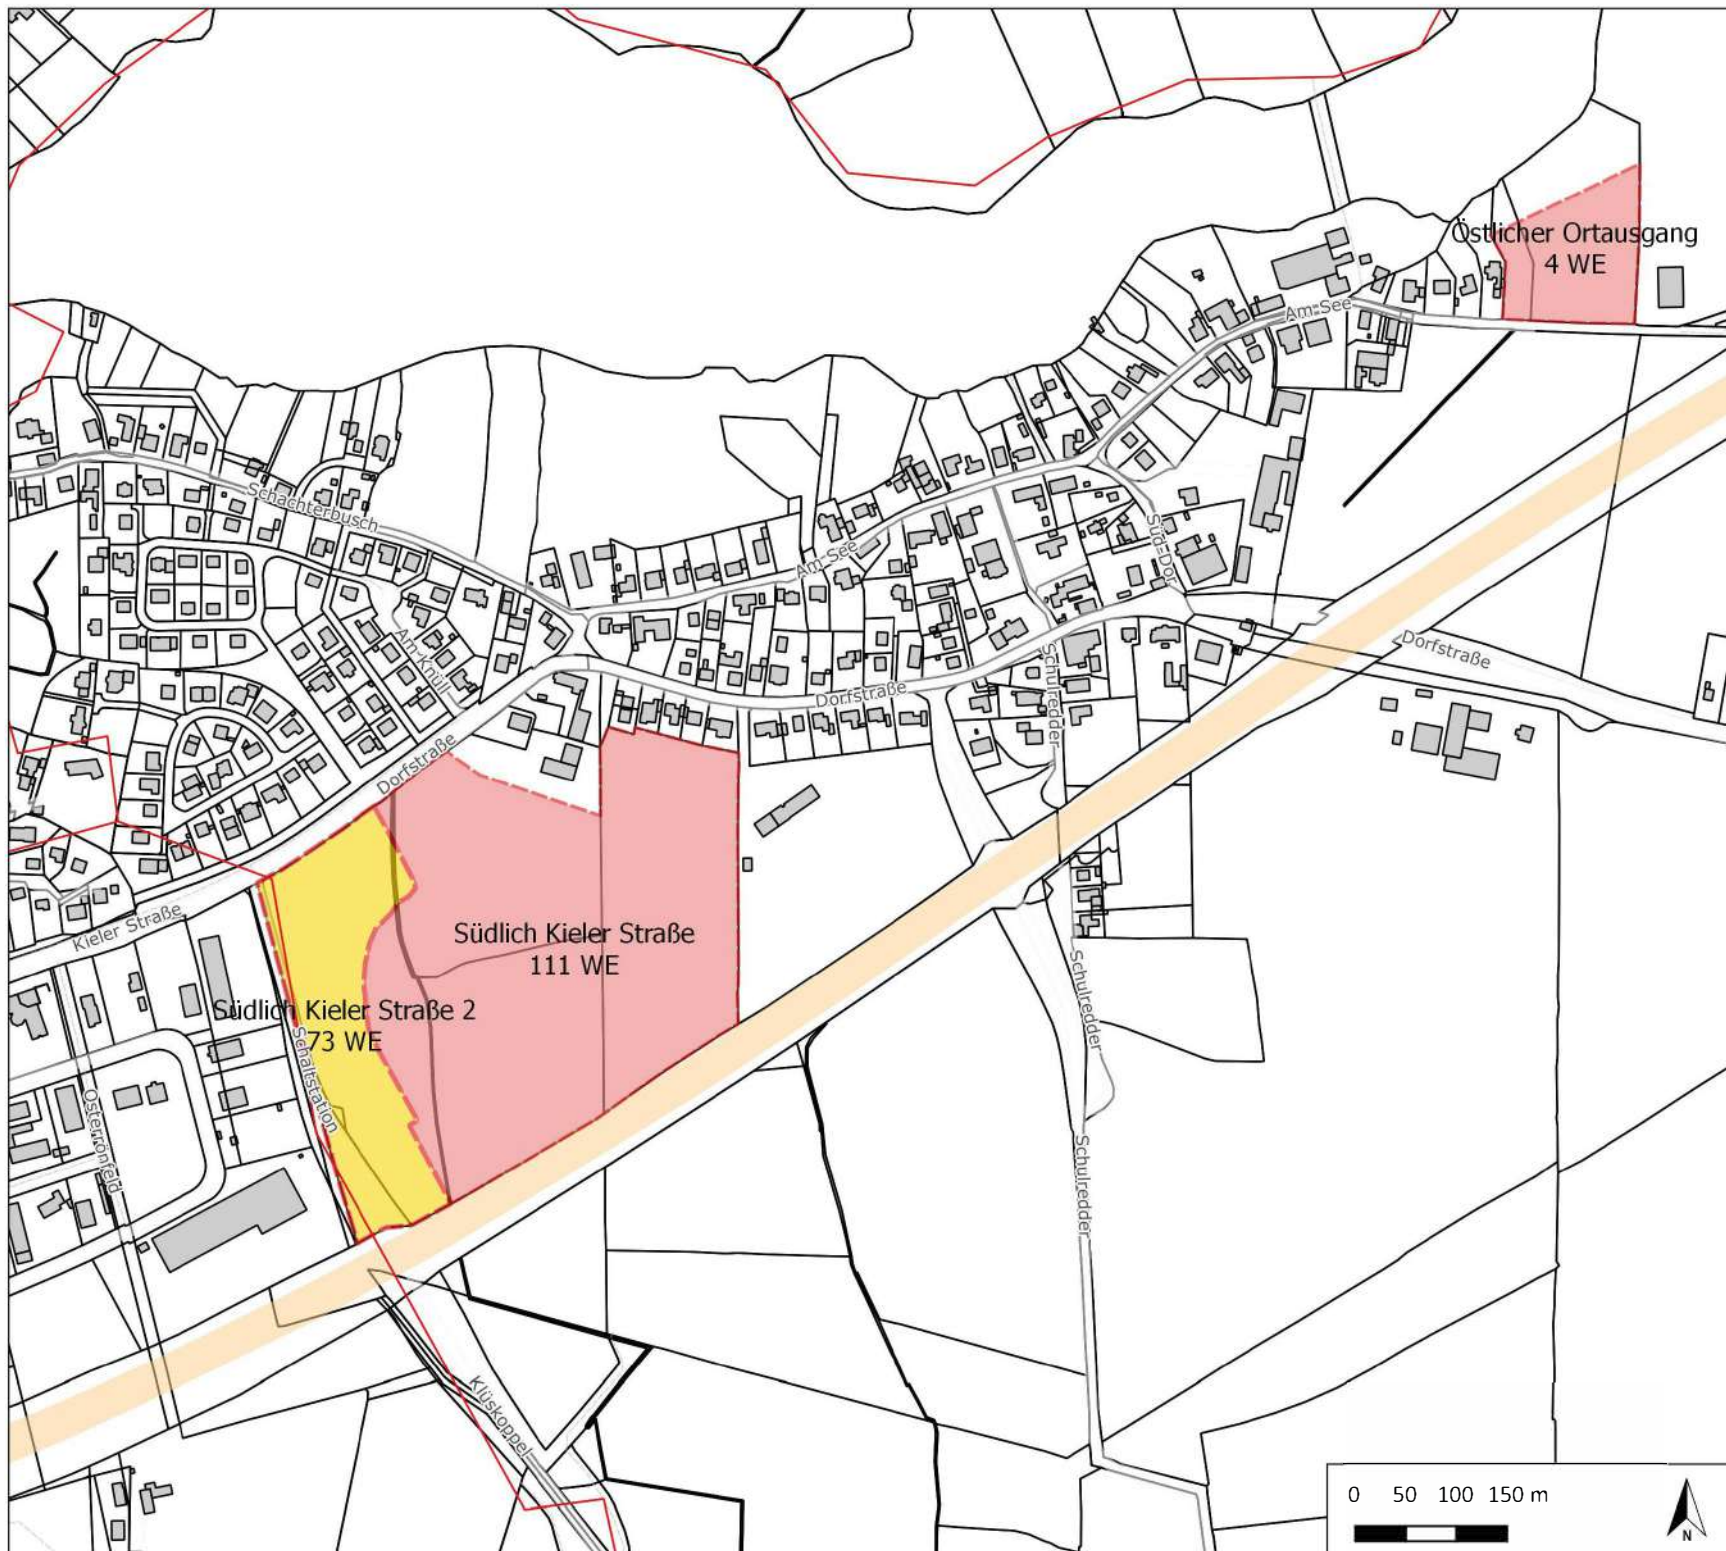 Östlicher Ortausgang
4 WE
Am See
Schachterbusch
Am See
Süd-Dor
Dorfstraße
Am Knüll
Schulredder
Dorfstraße
Dorfstraße
Südlich Kieler Straße
111 WE
Kieler Straße
Südlich Kieler Straße 2
73 WE
Schaltstation
Schulredder
Osterrönfeld
Schulredder
Klüskoppel
0 50 100 150 m
N